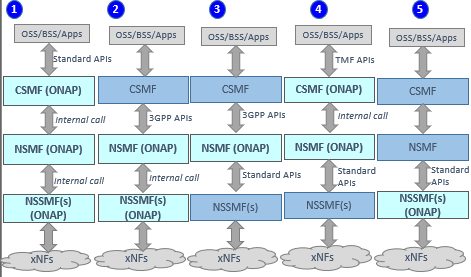 1 2 3 4 5
OSS/BSS/Apps OSS/BSS/Apps OSS/BSS/Apps OSS/BSS/Apps OSS/BSS/Apps
Standard APIs TMF APIs
CSMF (ONAP) CSMF CSMF CSMF (ONAP) CSMF
internal call 3GPP APIs 3GPP APIs internal call
NSMF (ONAP) NSMF (ONAP) NSMF (ONAP) NSMF (ONAP) NSMF
internal call internal call Standard APIs Standard Standard
APIs APIs
NSSMF(s) NSSMF(s) NSSMF(s) NSSMF(s) NSSMF(s)
(ONAP) (ONAP) (ONAP)
xNFs xNFs xNFs xNFs xNFs